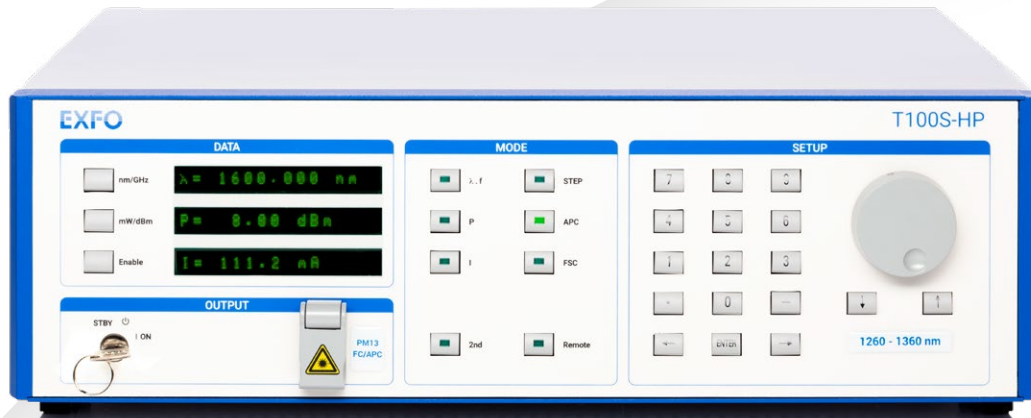 EXFO
T100S-HP
DATA
nm/GHz
λ= 1600.000 nm
mW/dBm
P= 8.00 dBm
Enable
I= 111.2 mA
OUTPUT
STBY
I ON
PM13
FC/APC
MODE
λ.f STEP
P APC
I FSC
2nd Remote
SETUP
7 8 9
4 5 6
1 2 3
. 0 —
← ENTER →
↓ ↑
1260 - 1360 nm